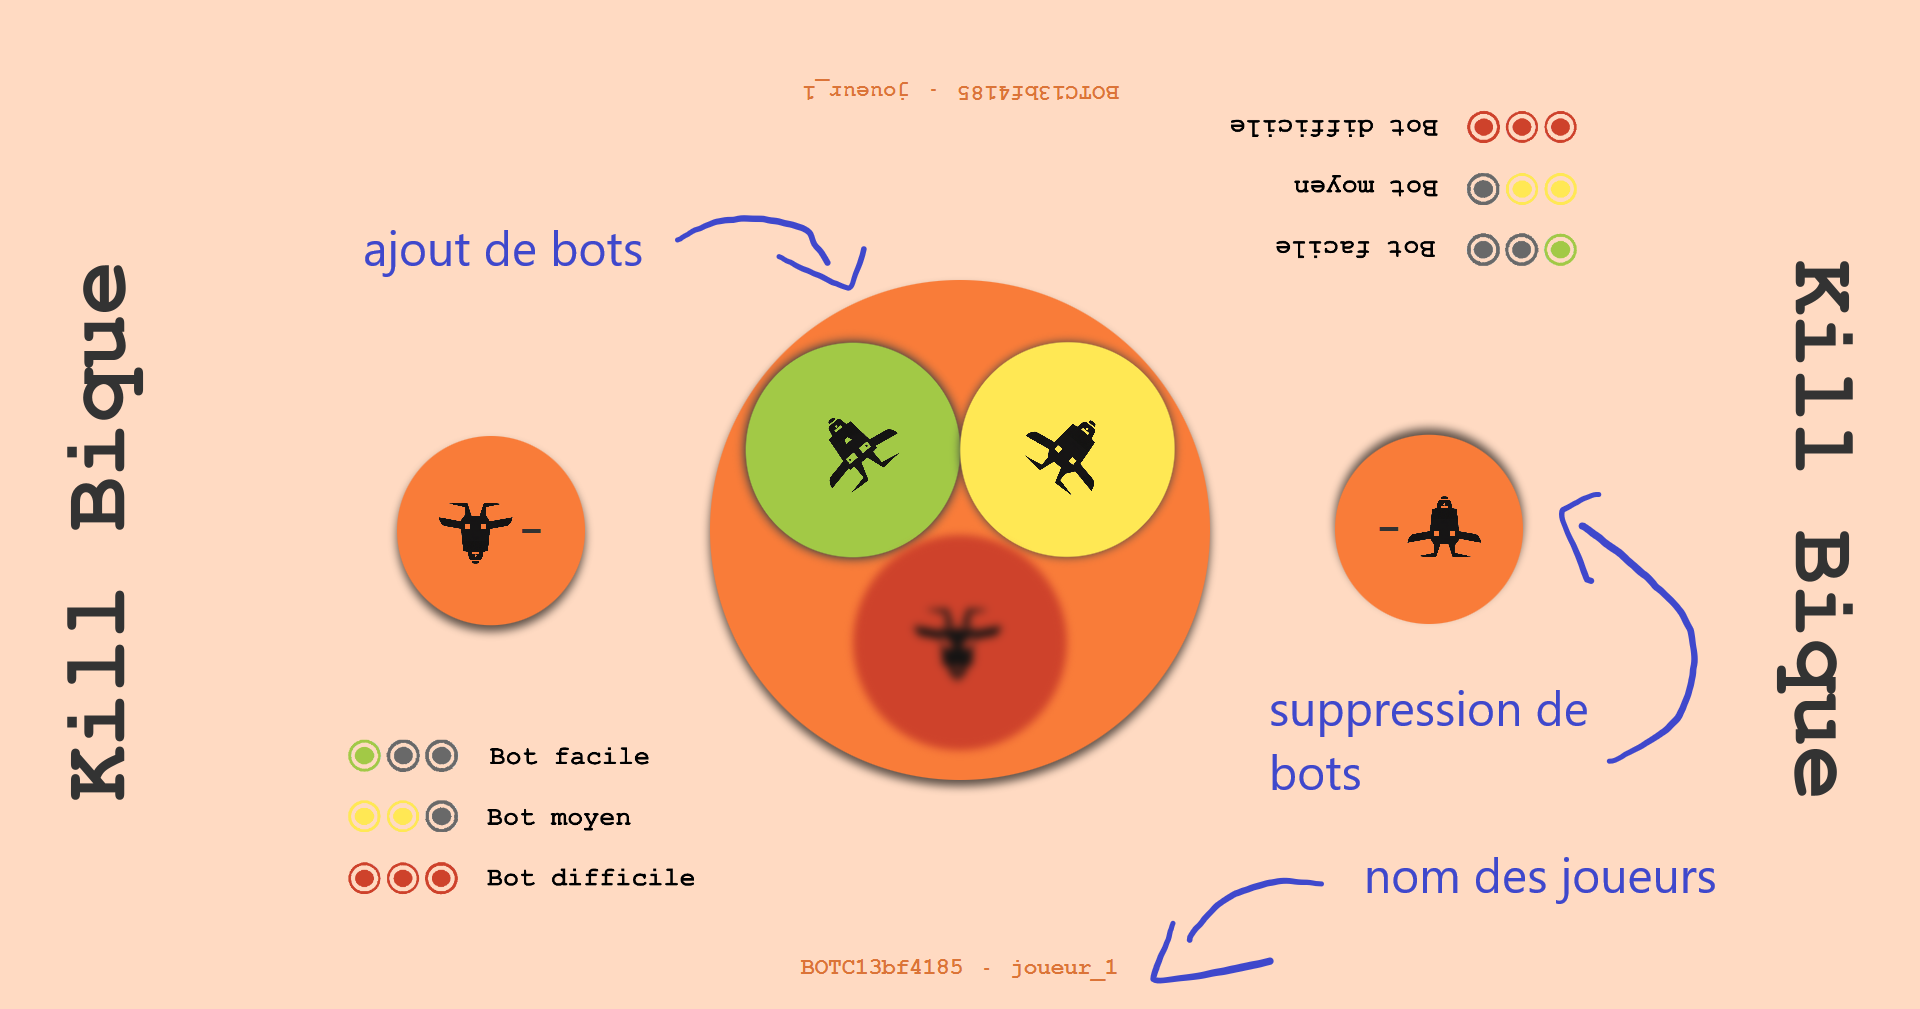 BOTC13bf4185 - joueur_1
Bot difficile
Bot moyen
Bot facile
ajout de bots
Kill Bique
Kill Bique
-
-
suppression de
bots
Bot facile
Bot moyen
Bot difficile
nom des joueurs
BOTC13bf4185 - joueur_1